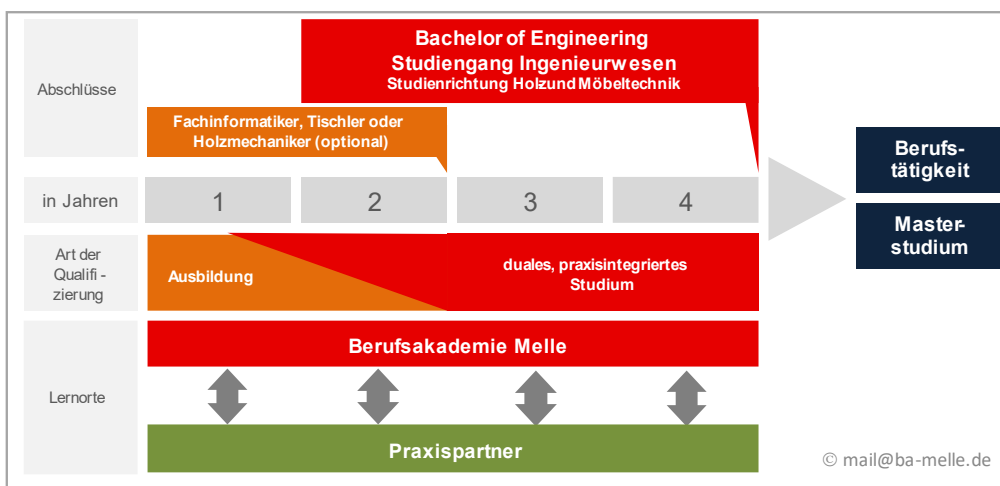 Abschlüsse
Bachelor of Engineering
Studiengang Ingenieurwesen
Studienrichtung Holzund Möbeltechnik
Fachinformatiker, Tischler oder
Holzmechaniker (optional)
in Jahren
1
2
3
4
Berufs-
tätigkeit
Master-
studium
Art der
Qualifi -
zierung
Ausbildung
duales, praxisintegriertes
Studium
Lernorte
Berufsakademie Melle
Praxispartner
© mail@ba-melle.de